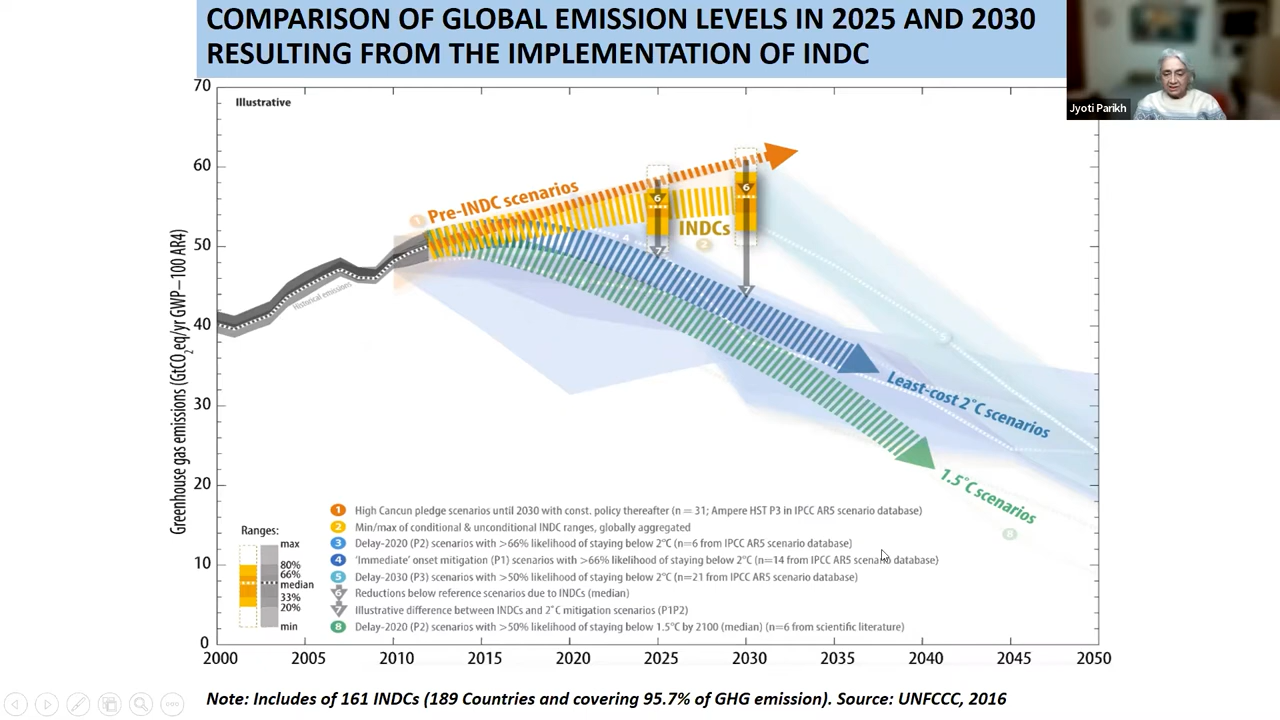 COMPARISON OF GLOBAL EMISSION LEVELS IN 2025 AND 2030
RESULTING FROM THE IMPLEMENTATION OF INDC
Jyoti Parikh
70
60
50
40
30
20
10
0
Greenhouse gas emissions (GtCO2eq/yr GWP–100 AR4)
Illustrative
Historical emissions
1
Pre-INDC scenarios
6
7
INDCs
2
6
7
4
5
Least-cost 2°C scenarios
1.5°C scenarios
8
Ranges:
max
80%
66%
median
33%
20%
min
1 High Cancun pledge scenarios until 2030 with const. policy thereafter (n = 31; Ampere HST P3 in IPCC AR5 scenario database)
2 Min/max of conditional & unconditional INDC ranges, globally aggregated
3 Delay-2020 (P2) scenarios with >66% likelihood of staying below 2°C (n=6 from IPCC AR5 scenario database)
4 'Immediate' onset mitigation (P1) scenarios with >66% likelihood of staying below 2°C (n=14 from IPCC AR5 scenario database)
5 Delay-2030 (P3) scenarios with >50% likelihood of staying below 2°C (n=21 from IPCC AR5 scenario database)
6 Reductions below reference scenarios due to INDCs (median)
7 Illustrative difference between INDCs and 2°C mitigation scenarios (P1P2)
8 Delay-2020 (P2) scenarios with >50% likelihood of staying below 1.5°C by 2100 (median) (n=6 from scientific literature)
2000 2005 2010 2015 2020 2025 2030 2035 2040 2045 2050
Note: Includes of 161 INDCs (189 Countries and covering 95.7% of GHG emission). Source: UNFCCC, 2016